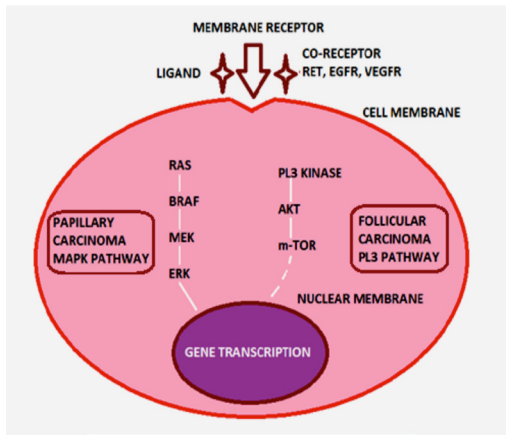 MEMBRANE RECEPTOR
LIGAND
CO-RECEPTOR
RET, EGFR, VEGFR
CELL MEMBRANE
RAS
BRAF
MEK
ERK
PL3 KINASE
AKT
m-TOR
PAPILLARY
CARCINOMA
MAPK PATHWAY
FOLLICULAR
CARCINOMA
PL3 PATHWAY
NUCLEAR MEMBRANE
GENE TRANSCRIPTION